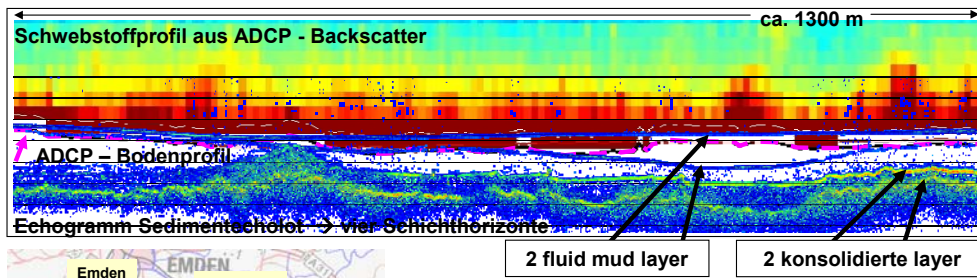 ca. 1300 m
Schwebstoffprofil aus ADCP - Backscatter
ADCP – Bodenprofil
Echogramm Sedimentecholot → vier Schichthorizonte
2 fluid mud layer
2 konsolidierte layer
Emden
EMDEN
A31